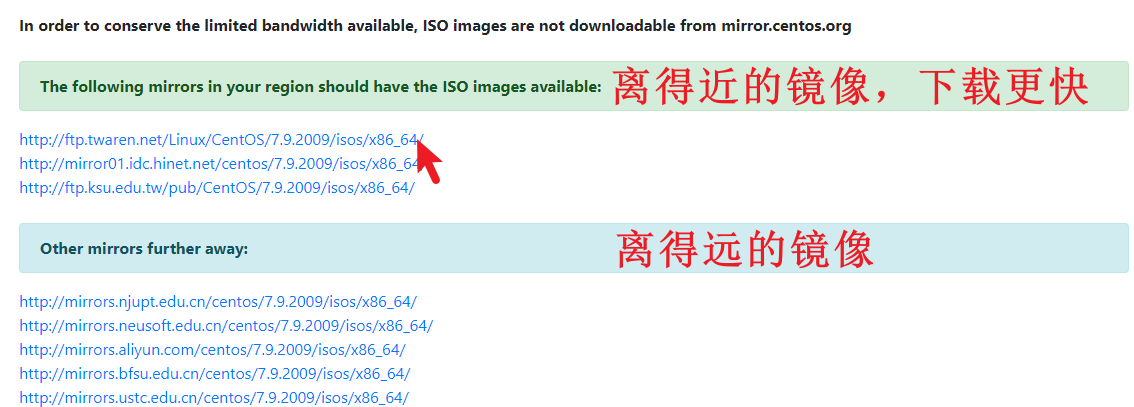 In order to conserve the limited bandwidth available, ISO images are not downloadable from mirror.centos.org
The following mirrors in your region should have the ISO images available: 离得近的镜像，下载更快
http://ftp.twaren.net/Linux/CentOS/7.9.2009/isos/x86_64/
http://mirror01.idc.hinet.net/centos/7.9.2009/isos/x86_64
http://ftp.ksu.edu.tw/pub/CentOS/7.9.2009/isos/x86_64/
Other mirrors further away: 离得远的镜像
http://mirrors.njupt.edu.cn/centos/7.9.2009/isos/x86_64/
http://mirrors.neusoft.edu.cn/centos/7.9.2009/isos/x86_64/
http://mirrors.aliyun.com/centos/7.9.2009/isos/x86_64/
http://mirrors.bfsu.edu.cn/centos/7.9.2009/isos/x86_64/
http://mirrors.ustc.edu.cn/centos/7.9.2009/isos/x86_64/